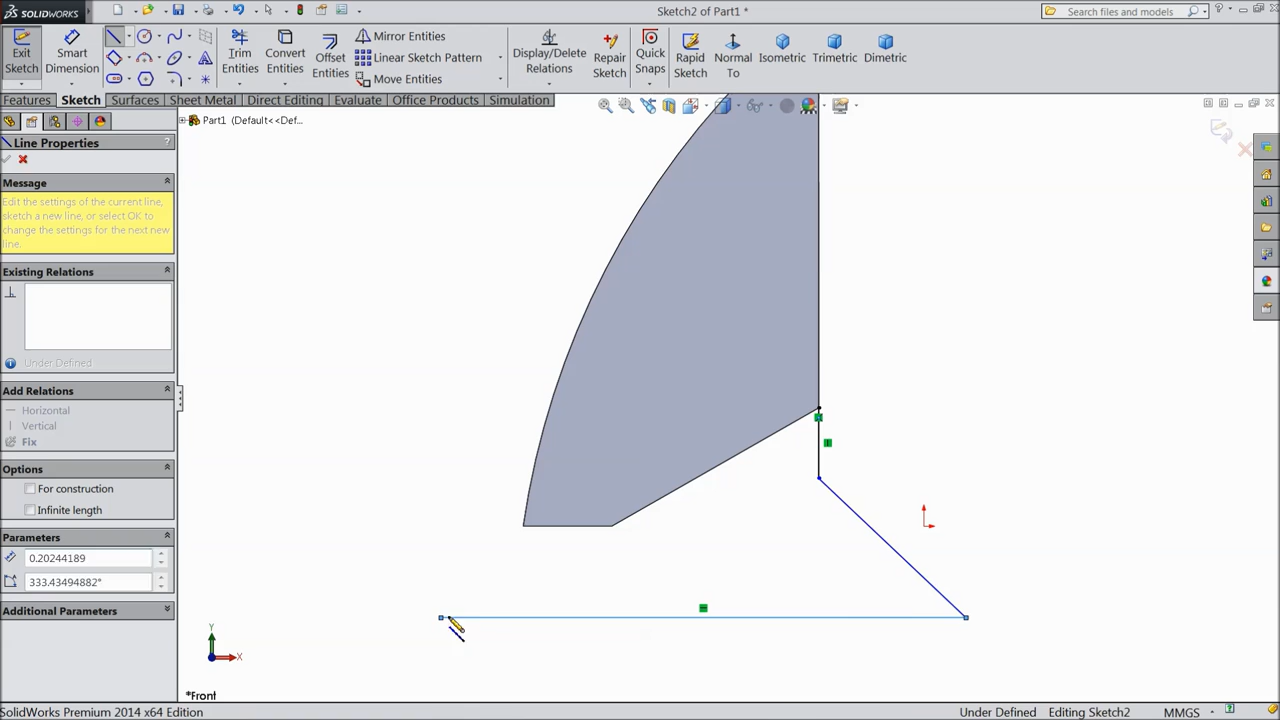 SOLIDWORKS
Sketch2 of Part1 *
Search files and models
Exit Sketch
Smart Dimension
Trim Entities
Convert Entities
Offset Entities
Mirror Entities
Linear Sketch Pattern
Move Entities
Display/Delete Relations
Repair Sketch
Quick Snaps
Rapid Sketch
Normal To
Isometric
Trimetric
Dimetric
Features
Sketch
Surfaces
Sheet Metal
Direct Editing
Evaluate
Office Products
Simulation
Part1 (Default<<Def...
Line Properties
Message
Edit the settings of the current line,
sketch a new line, or select OK to
change the settings for the next new
line.
Existing Relations
Under Defined
Add Relations
Horizontal
Vertical
Fix
Options
For construction
Infinite length
Parameters
0.20244189
333.43494882°
Additional Parameters
Y
X
*Front
SolidWorks Premium 2014 x64 Edition
Under Defined
Editing Sketch2
MMGS